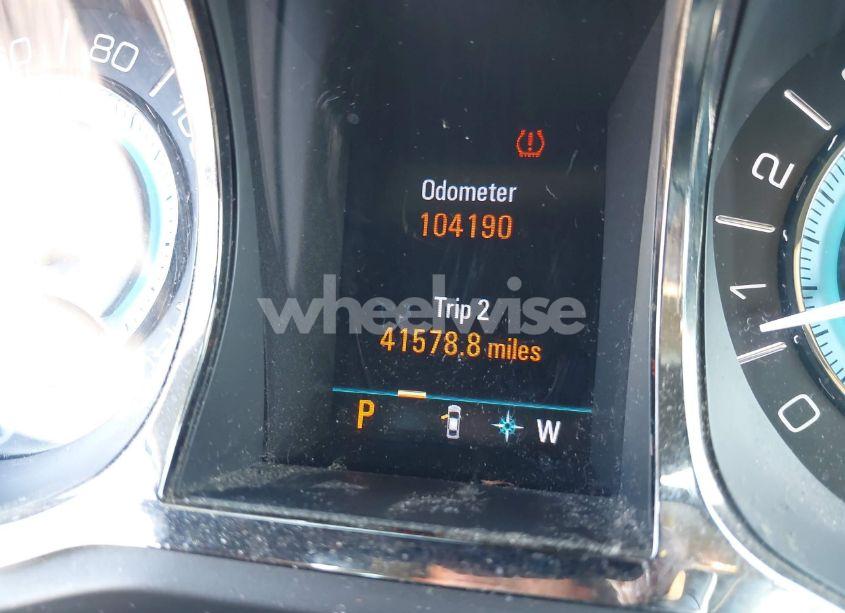 80
Odometer
104190
wheelwise
Trip 2
41578.8 miles
P
W
2
1
0